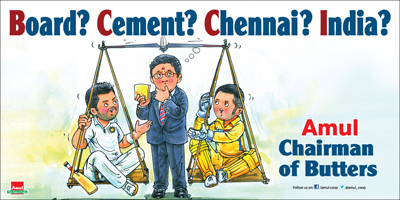 Board? Cement? Chennai? India?
Amul
Chairman
of Butters
Amul
Follow us on: amul.coop @amul_coop